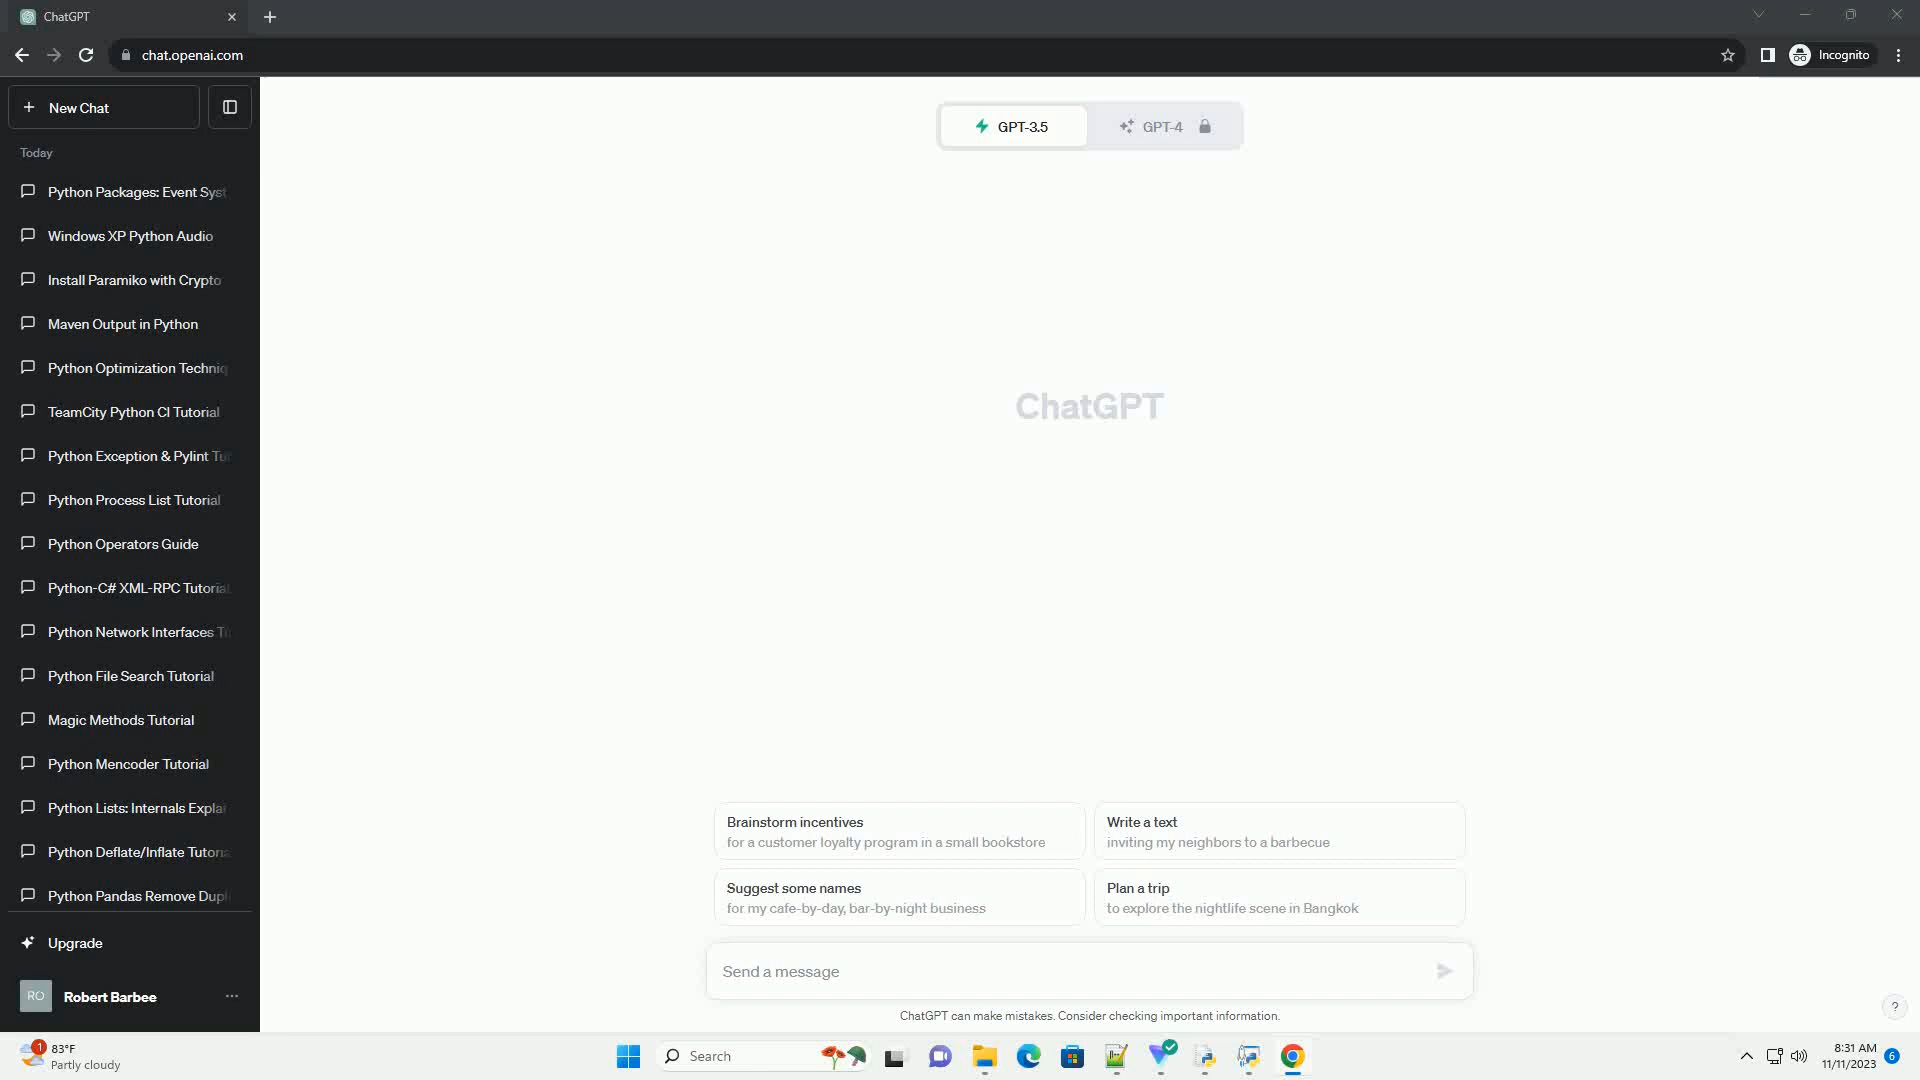 ChatGPT
chat.openai.com
Incognito
New Chat
Today
Python Packages: Event Syst
Windows XP Python Audio
Install Paramiko with Crypto
Maven Output in Python
Python Optimization Techniq
TeamCity Python CI Tutorial
Python Exception & Pylint Tu
Python Process List Tutorial
Python Operators Guide
Python-C# XML-RPC Tutorial
Python Network Interfaces T
Python File Search Tutorial
Magic Methods Tutorial
Python Mencoder Tutorial
Python Lists: Internals Explai
Python Deflate/Inflate Tutoria
Python Pandas Remove Dupl
Upgrade
RO
Robert Barbee
GPT-3.5
GPT-4
ChatGPT
Brainstorm incentives
for a customer loyalty program in a small bookstore
Write a text
inviting my neighbors to a barbecue
Suggest some names
for my cafe-by-day, bar-by-night business
Plan a trip
to explore the nightlife scene in Bangkok
Send a message
ChatGPT can make mistakes. Consider checking important information.
?
1
83°F
Partly cloudy
Search
8:31 AM
11/11/2023
6